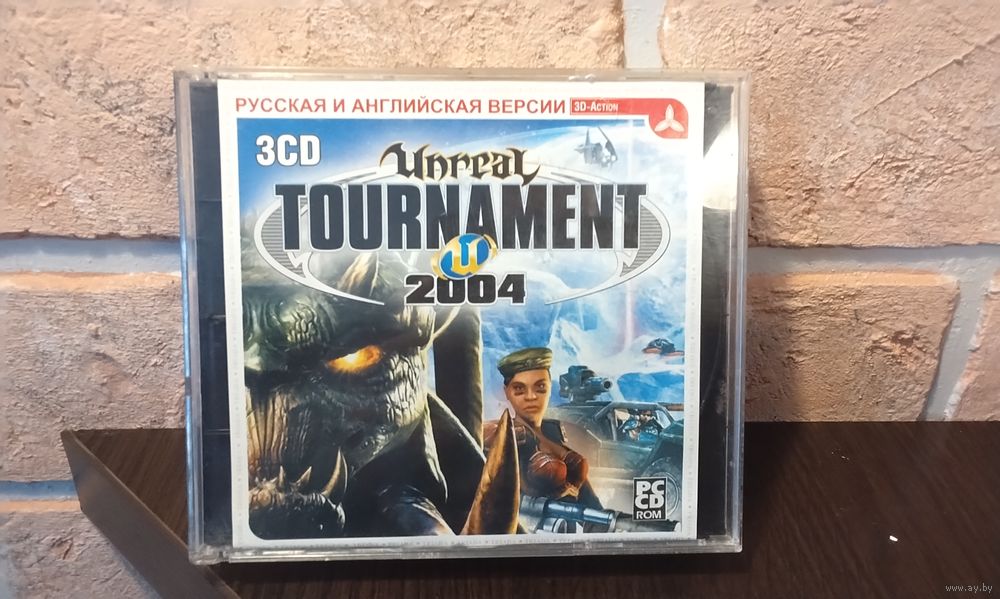 РУССКАЯ И АНГЛИЙСКАЯ ВЕРСИИ 3D-ACTION
3CD
Unreal
TOURNAMENT
U
2004
PC
CD
ROM
www.ay.by